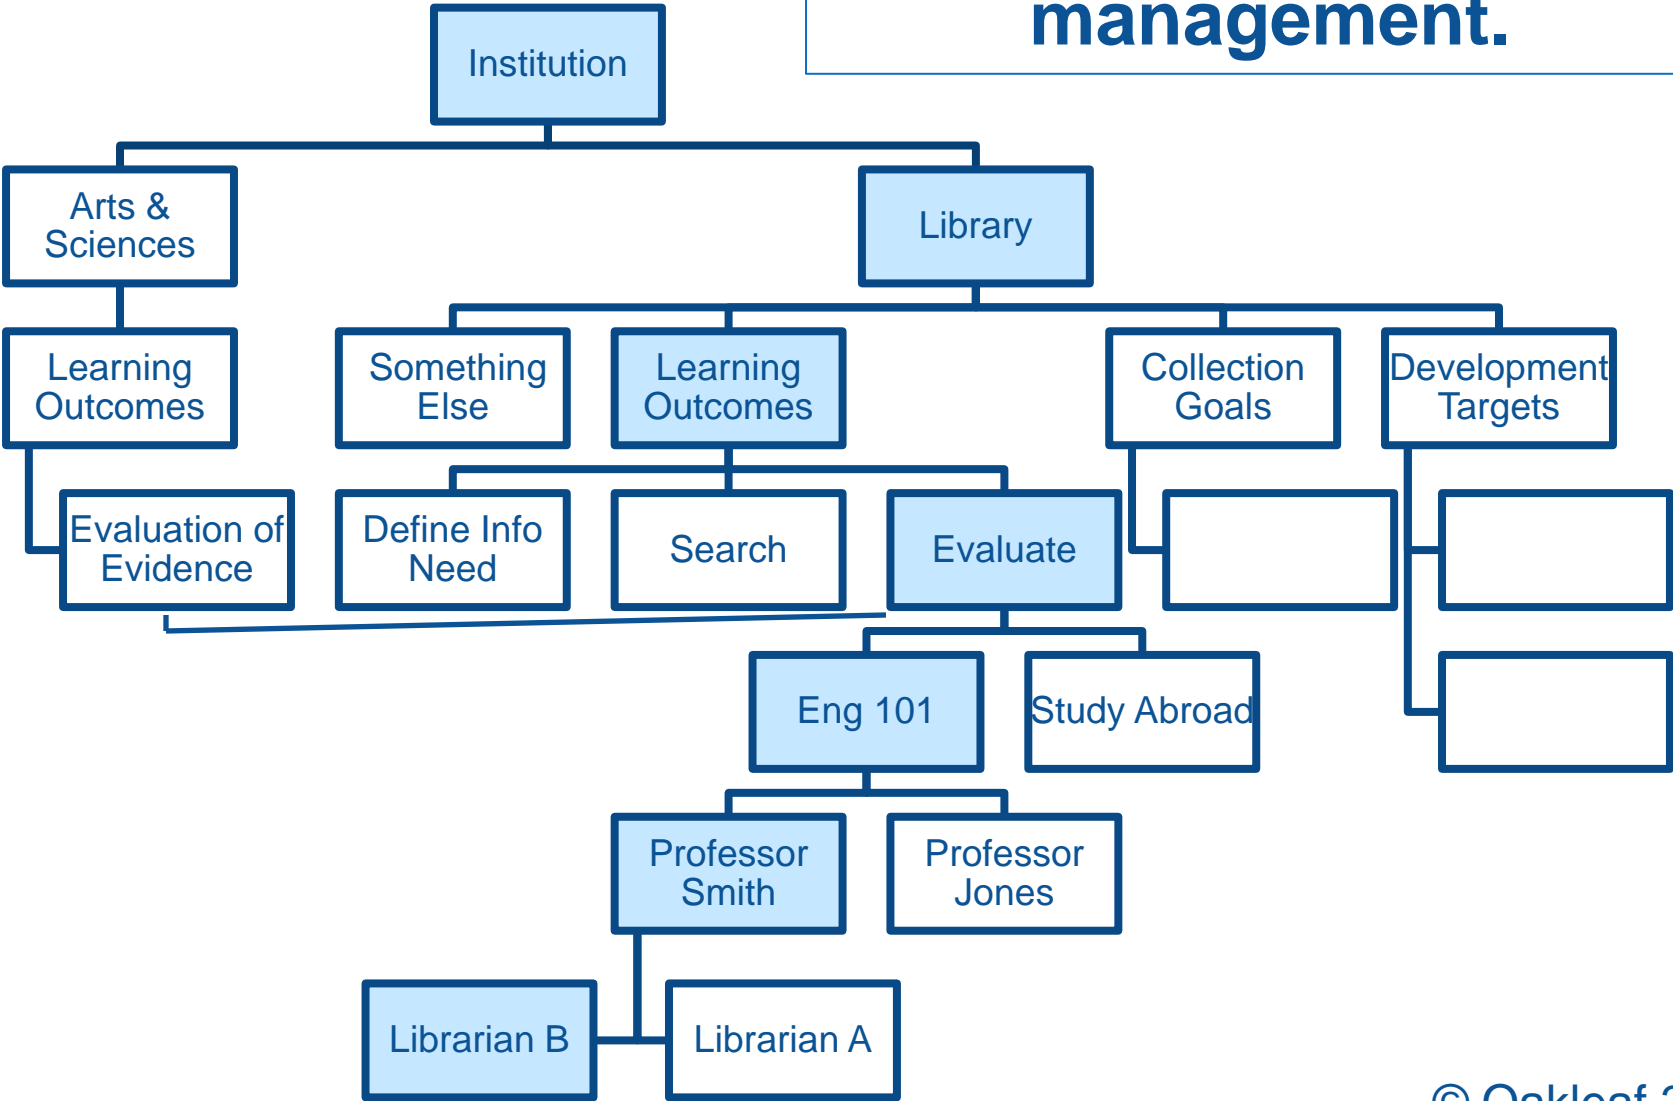 management.
Institution
Arts &
Sciences
Library
Learning
Outcomes
Something
Else
Learning
Outcomes
Collection
Goals
Development
Targets
Evaluation of
Evidence
Define Info
Need
Search
Evaluate
Eng 101
Study Abroad
Professor
Smith
Professor
Jones
Librarian B
Librarian A
© Oakleaf